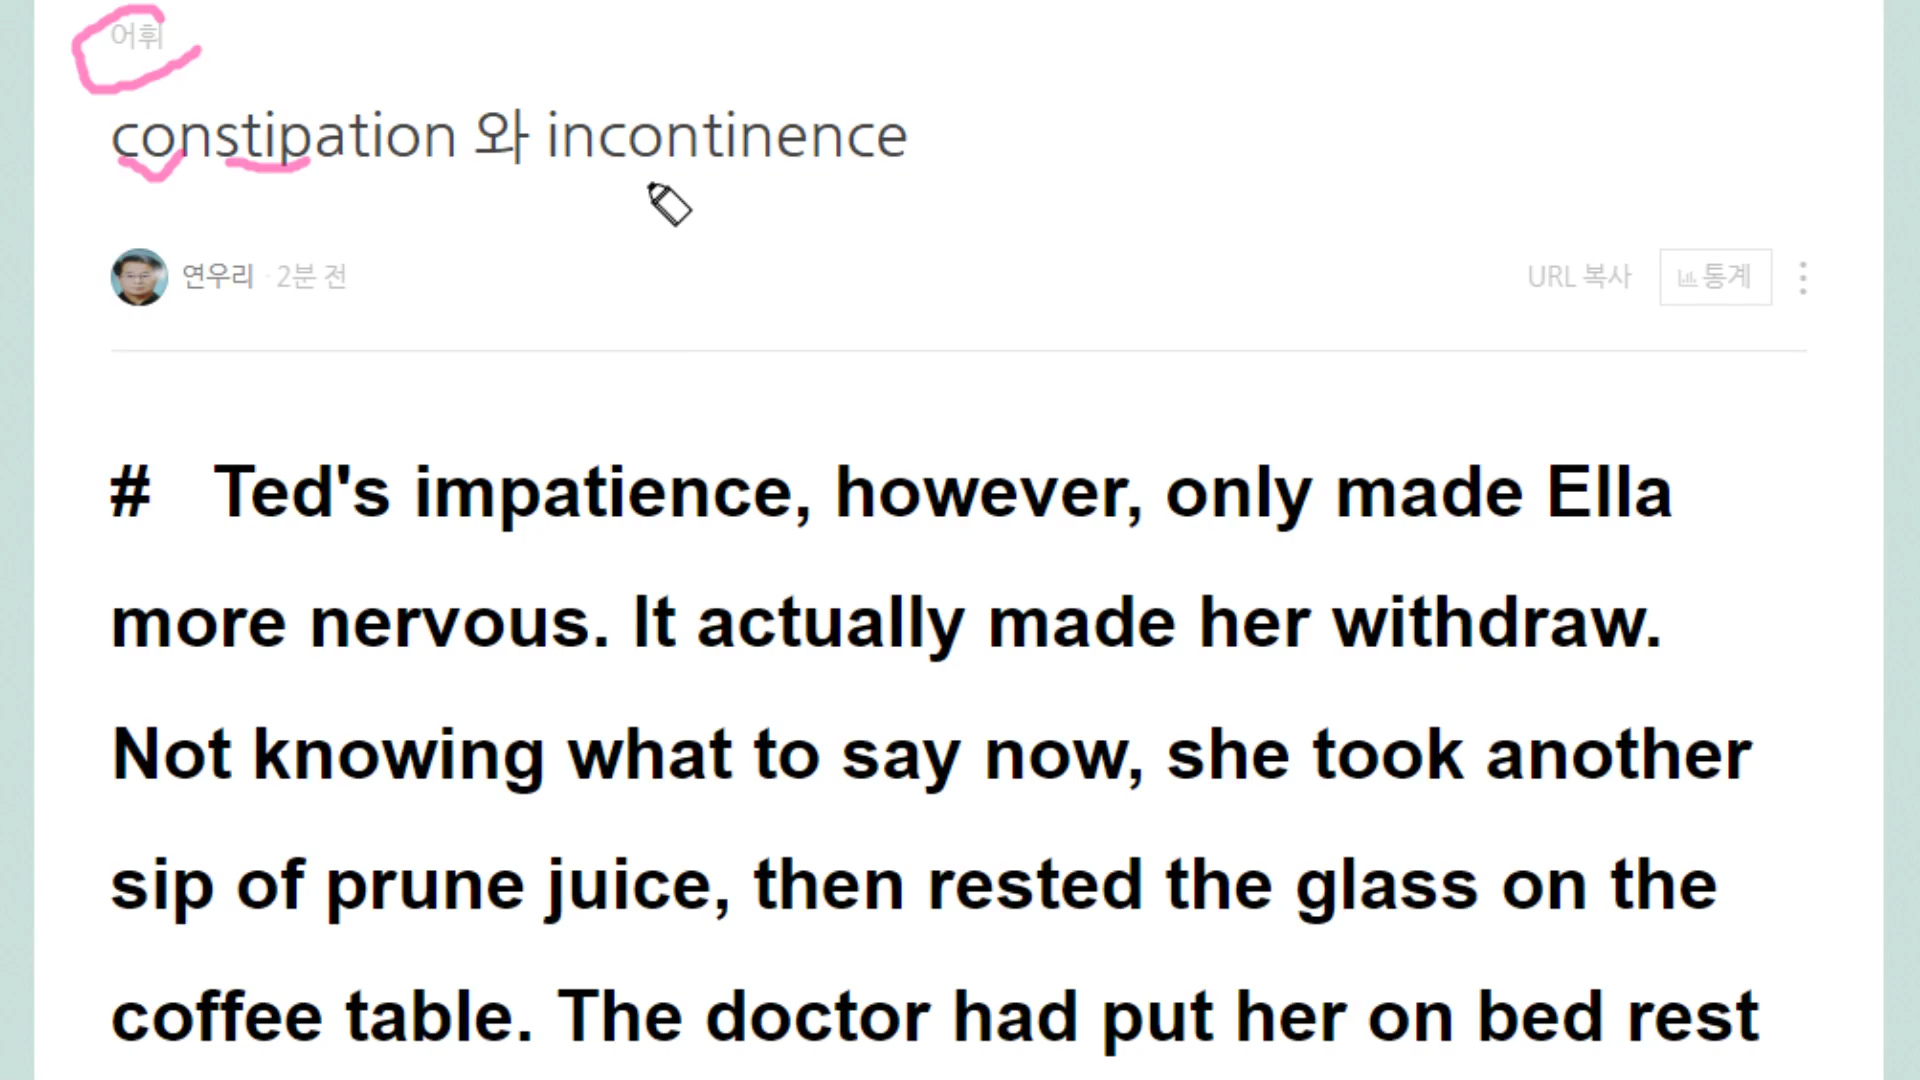 어휘
constipation 와 incontinence
연우리 · 2분 전
URL 복사 통계
# Ted's impatience, however, only made Ella
more nervous. It actually made her withdraw.
Not knowing what to say now, she took another
sip of prune juice, then rested the glass on the
coffee table. The doctor had put her on bed rest